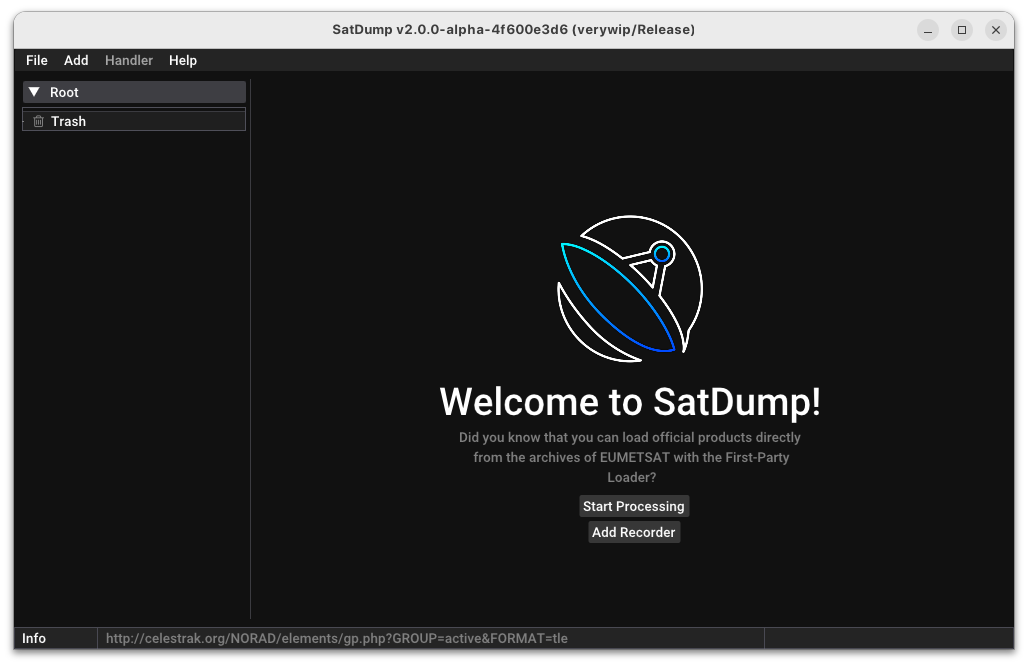 SatDump v2.0.0-alpha-4f600e3d6 (verywip/Release)
File Add Handler Help
Root
Trash
Welcome to SatDump!
Did you know that you can load official products directly
from the archives of EUMETSAT with the First-Party
Loader?
Start Processing
Add Recorder
Info http://celestrak.org/NORAD/elements/gp.php?GROUP=active&FORMAT=tle